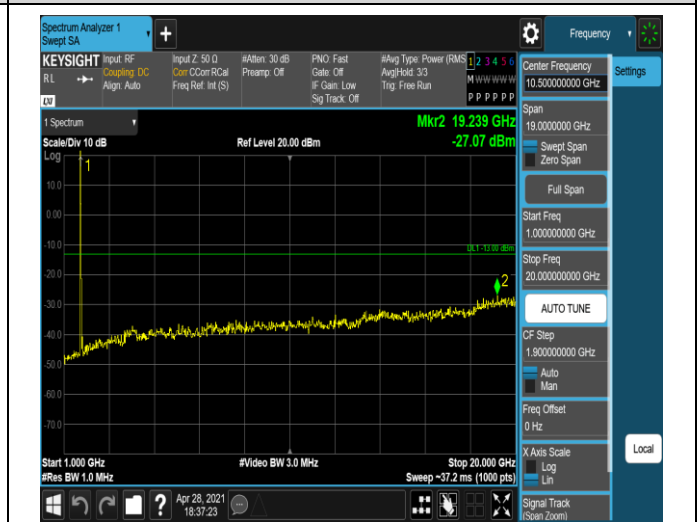 Spectrum Analyzer 1
Swept SA
+
Frequency
KEYSIGHT
RL
LXI
Input: RF
Coupling: DC
Align: Auto
Input Z: 50 Ω
Corr CCorr RCal
Freq Ref: Int (S)
#Atten: 30 dB
Preamp: Off
PNO: Fast
Gate: Off
IF Gain: Low
Sig Track: Off
#Avg Type: Power (RMS
Avg|Hold: 3/3
Trig: Free Run
1 2 3 4 5 6
M W W W W W
P P P P P P
1 Spectrum
Scale/Div 10 dB
Ref Level 20.00 dBm
Mkr2 19.239 GHz
-27.07 dBm
Log
10.0
0.00
-10.0
-20.0
-30.0
-40.0
-50.0
-60.0
-70.0
1
DL1 -13.00 dBm
2
Start 1.000 GHz
#Res BW 1.0 MHz
#Video BW 3.0 MHz
Stop 20.000 GHz
Sweep ~37.2 ms (1000 pts)
?
Apr 28, 2021
18:37:23
Center Frequency
10.500000000 GHz
Span
19.0000000 GHz
Swept Span
Zero Span
Full Span
Start Freq
1.000000000 GHz
Stop Freq
20.000000000 GHz
AUTO TUNE
CF Step
1.900000000 GHz
Auto
Man
Freq Offset
0 Hz
X Axis Scale
Log
Lin
Signal Track
(Span Zoom)
Settings
Local